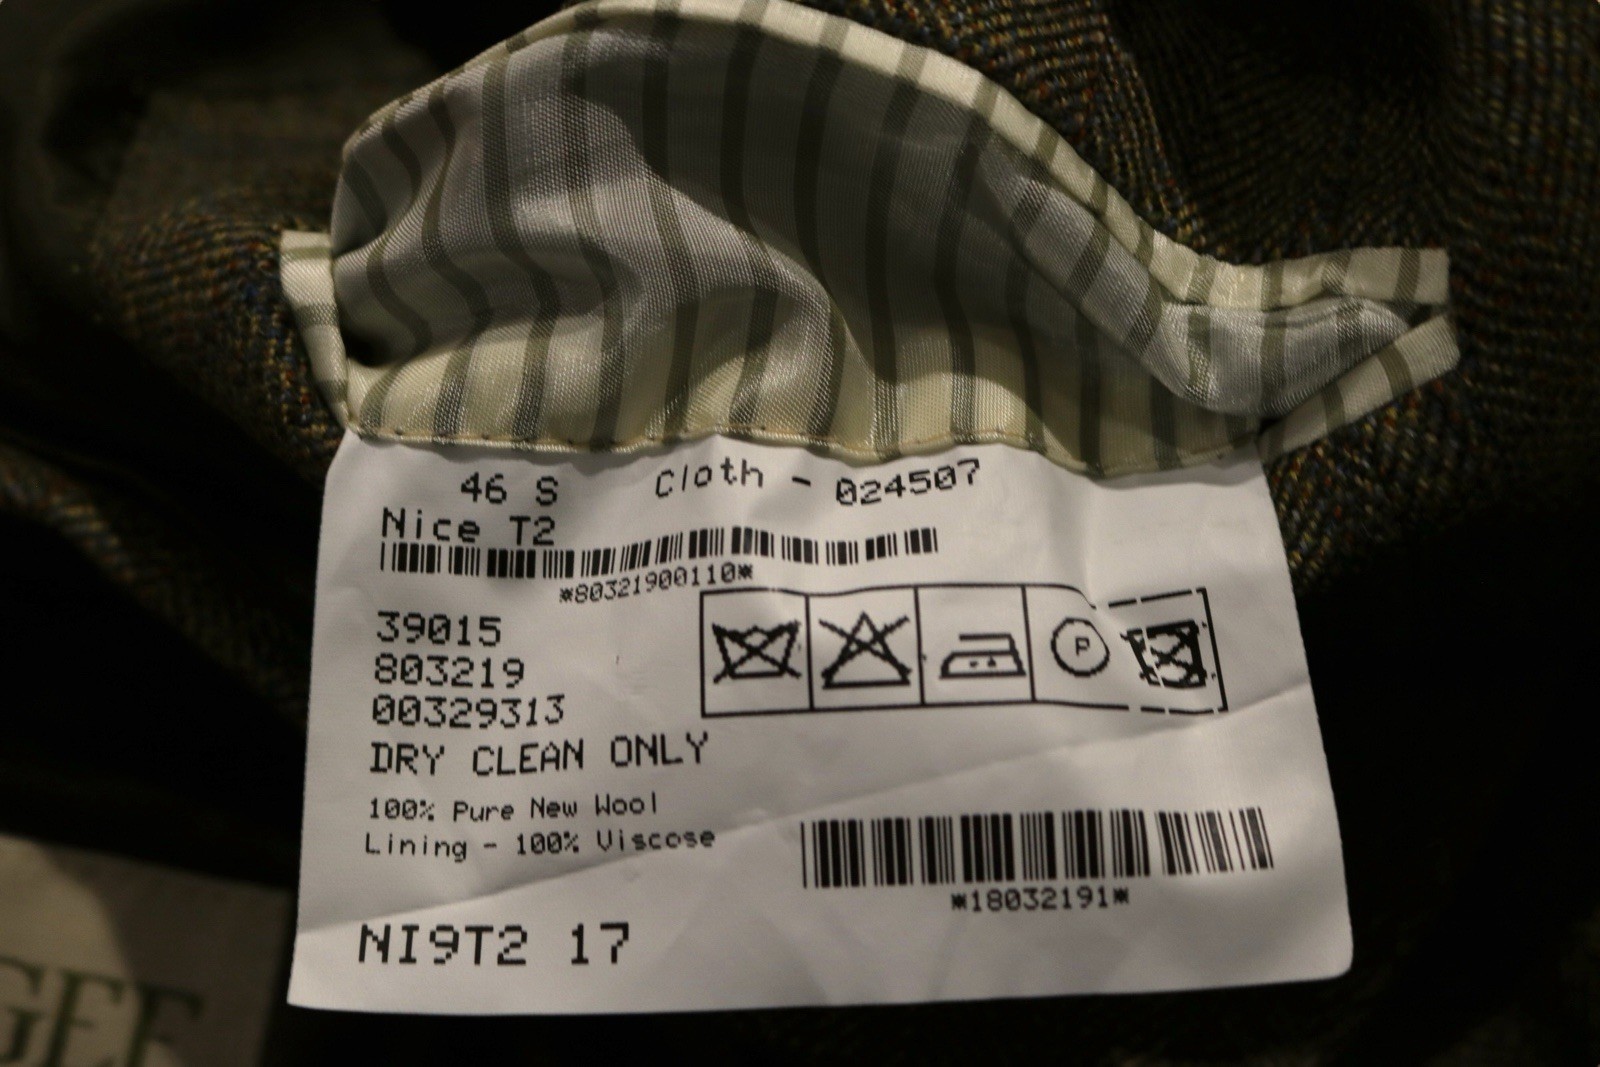 46 S Cloth - 024507
Nice T2
*80321900110*
39015
803219
00329313
P
DRY CLEAN ONLY
100% Pure New Wool
Lining - 100% Viscose
*18032191*
NI9T2 17